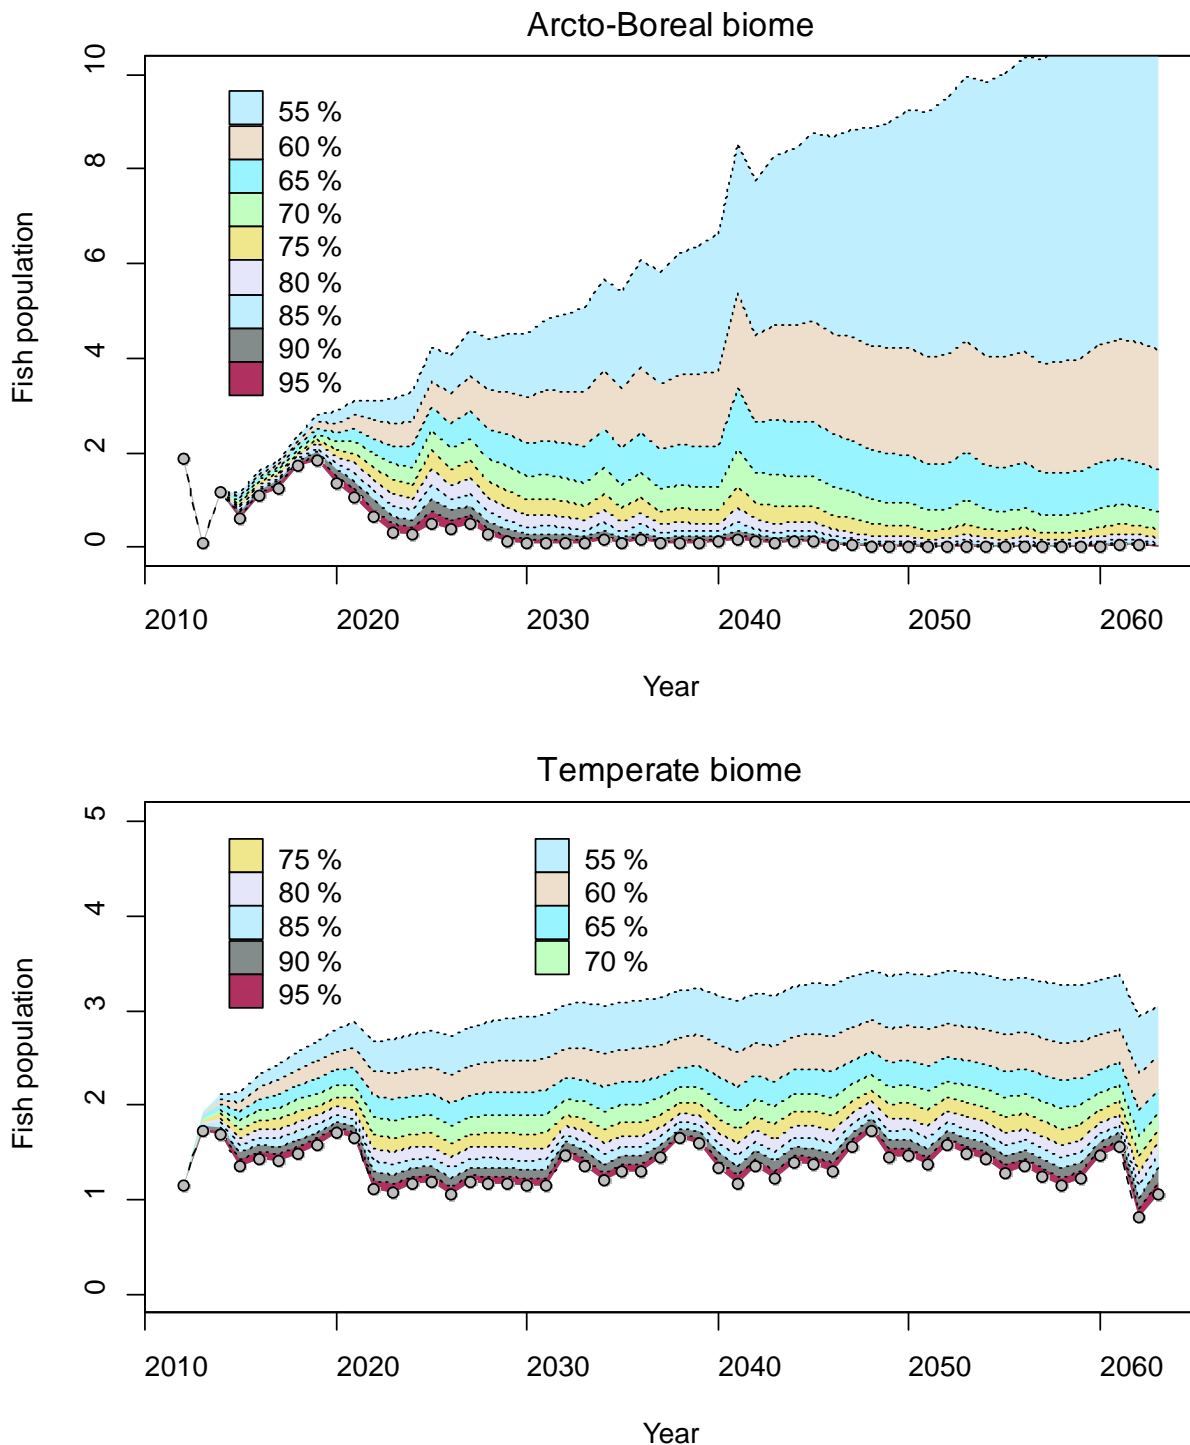 Arcto-Boreal biome
Fish population
10
8
6
4
2
0
55 %
60 %
65 %
70 %
75 %
80 %
85 %
90 %
95 %
2010 2020 2030 2040 2050 2060
Year
Temperate biome
Fish population
5
4
3
2
1
0
75 % 55 %
80 % 60 %
85 % 65 %
90 % 70 %
95 %
2010 2020 2030 2040 2050 2060
Year